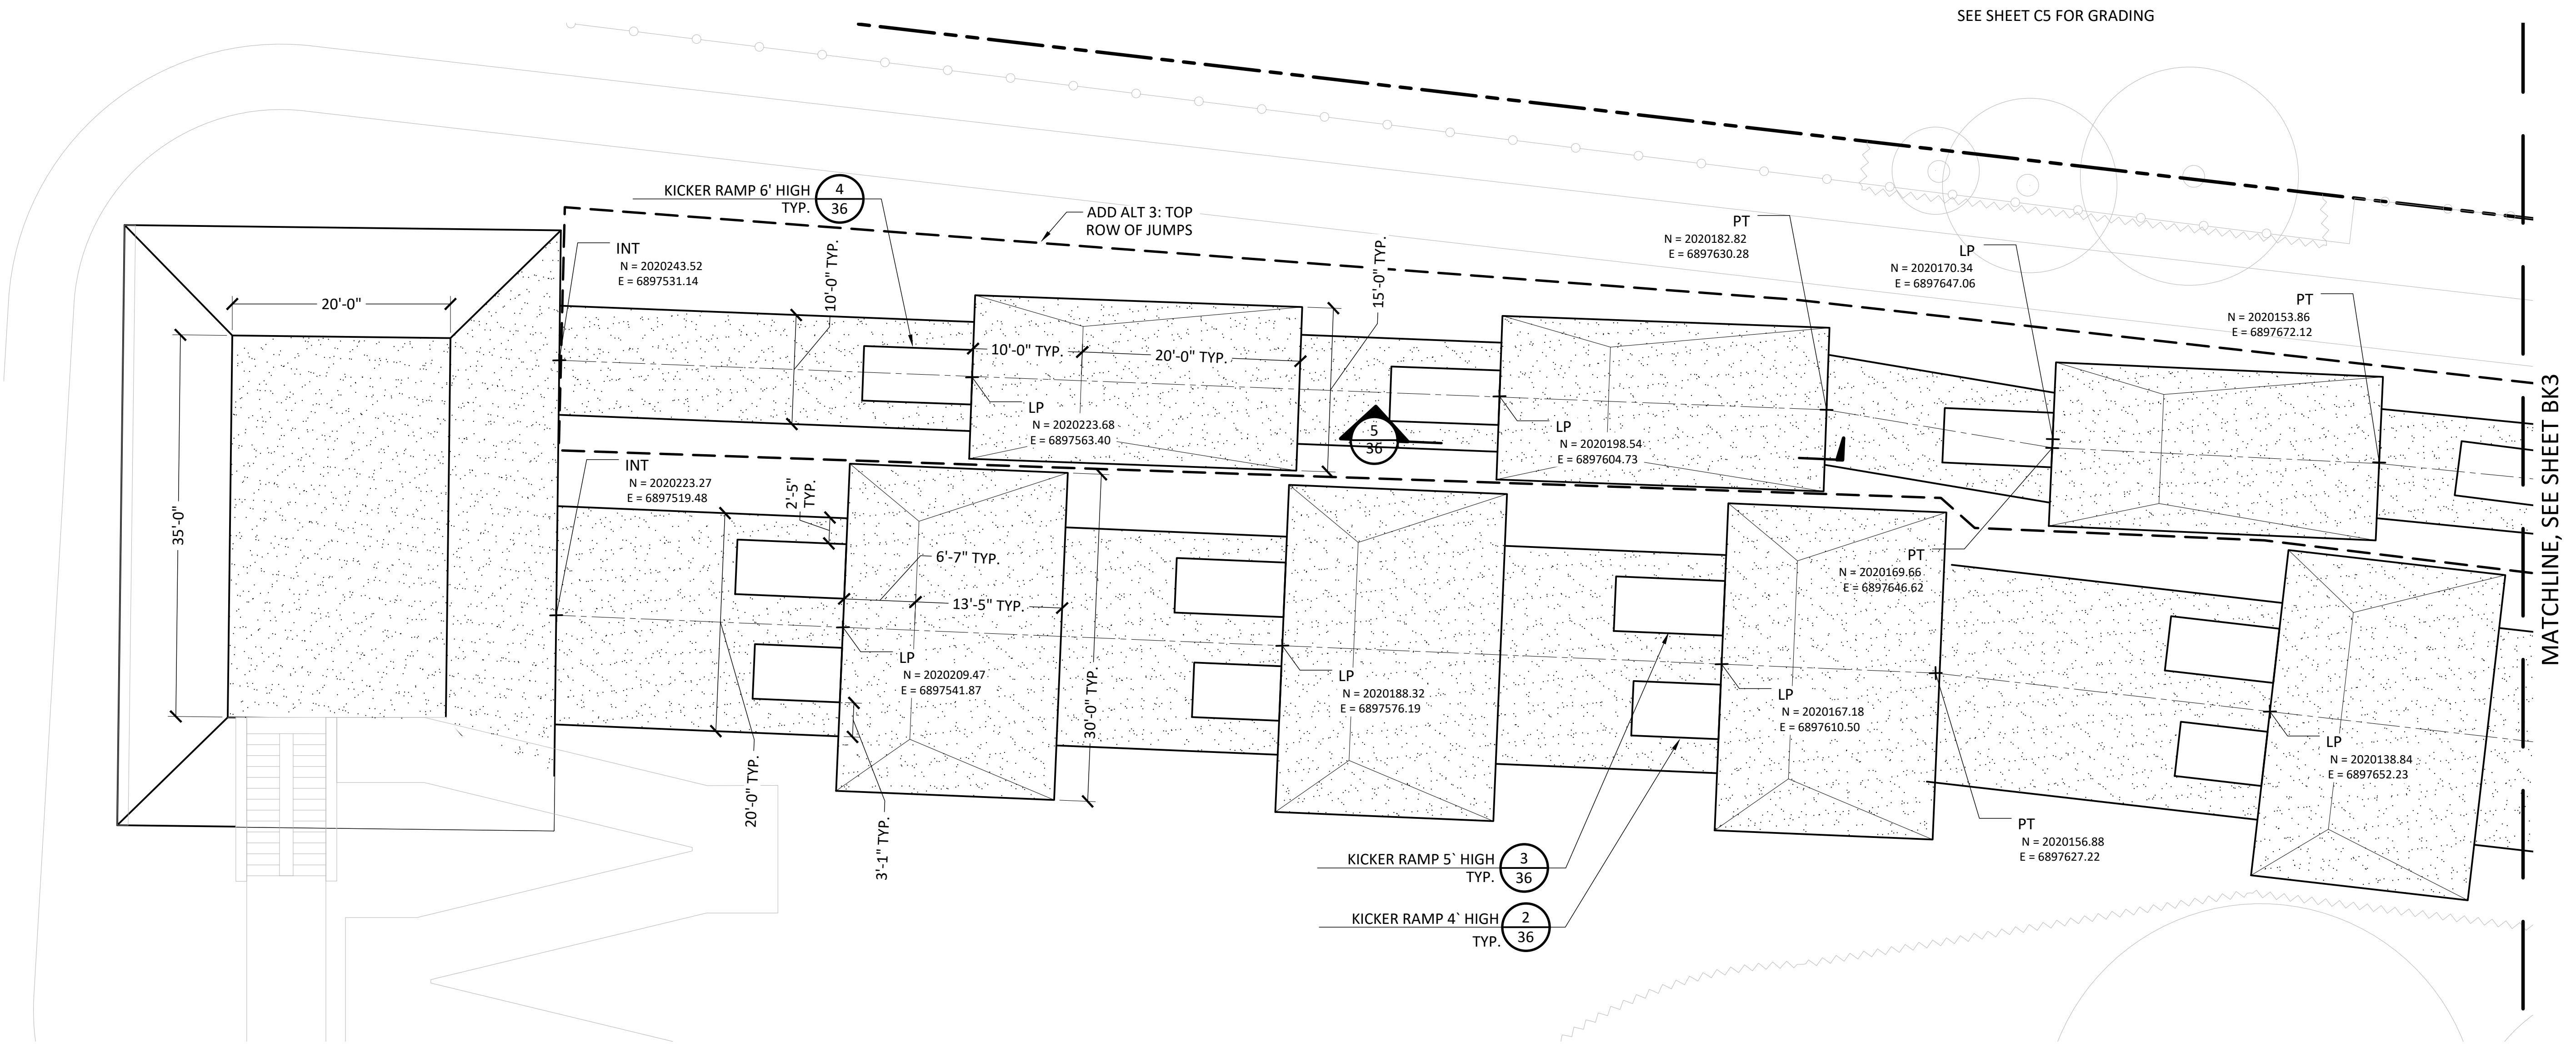 SEE SHEET C5 FOR GRADING
KICKER RAMP 6' HIGH
TYP.
4
36
ADD ALT 3: TOP
ROW OF JUMPS
INT
N = 2020243.52
E = 6897531.14
20'-0"
35'-0"
10'-0" TYP.
15'-0" TYP.
10'-0" TYP.
20'-0" TYP.
LP
N = 2020223.68
E = 6897563.40
5
36
LP
N = 2020198.54
E = 6897604.73
PT
N = 2020182.82
E = 6897630.28
LP
N = 2020170.34
E = 6897647.06
PT
N = 2020153.86
E = 6897672.12
MATCHLINE, SEE SHEET BK3
INT
N = 2020223.27
E = 6897519.48
2'-5"
TYP.
6'-7" TYP.
13'-5" TYP.
LP
N = 2020209.47
E = 6897541.87
20'-0" TYP.
3'-1" TYP.
30'-0" TYP.
LP
N = 2020188.32
E = 6897576.19
PT
N = 2020169.66
E = 6897646.62
LP
N = 2020167.18
E = 6897610.50
LP
N = 2020138.84
E = 6897652.23
PT
N = 2020156.88
E = 6897627.22
KICKER RAMP 5` HIGH
TYP.
3
36
KICKER RAMP 4` HIGH
TYP.
2
36